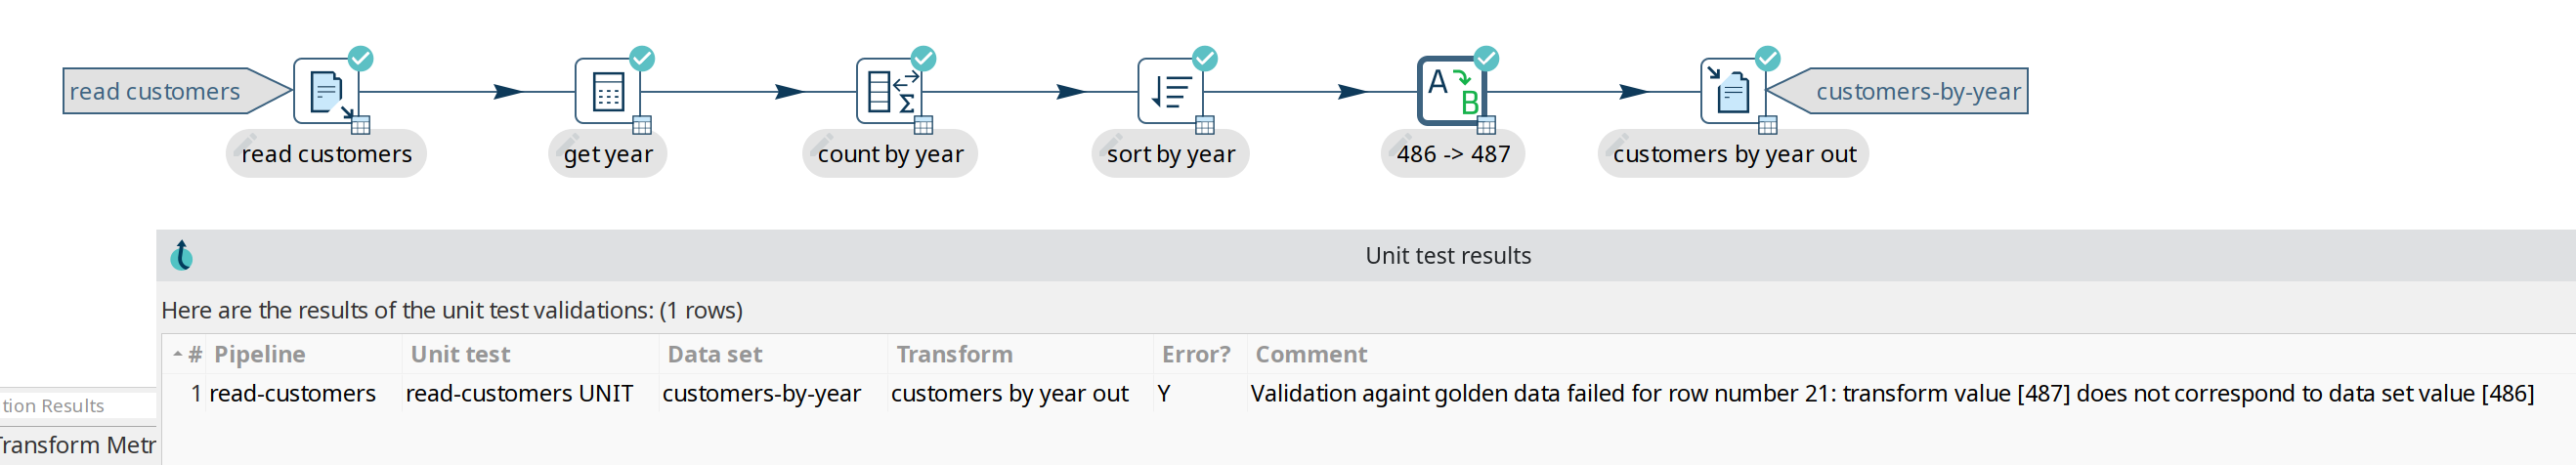 read customers
customers-by-year
A
B
read customers
get year
count by year
sort by year
486 -> 487
customers by year out
Unit test results
Here are the results of the unit test validations: (1 rows)
# Pipeline Unit test Data set Transform Error? Comment
1 read-customers read-customers UNIT customers-by-year customers by year out Y Validation againt golden data failed for row number 21: transform value [487] does not correspond to data set value [486]
tion Results
Transform Metr